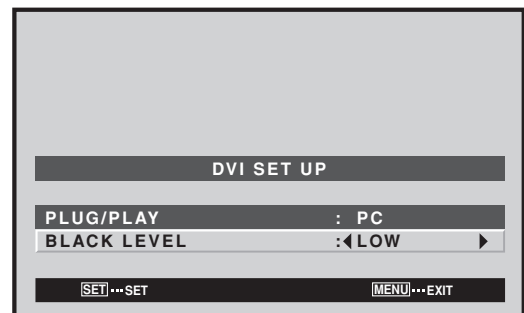 DVI SET UP
PLUG/PLAY : PC
BLACK LEVEL :◀LOW ▶
SET···SET MENU···EXIT